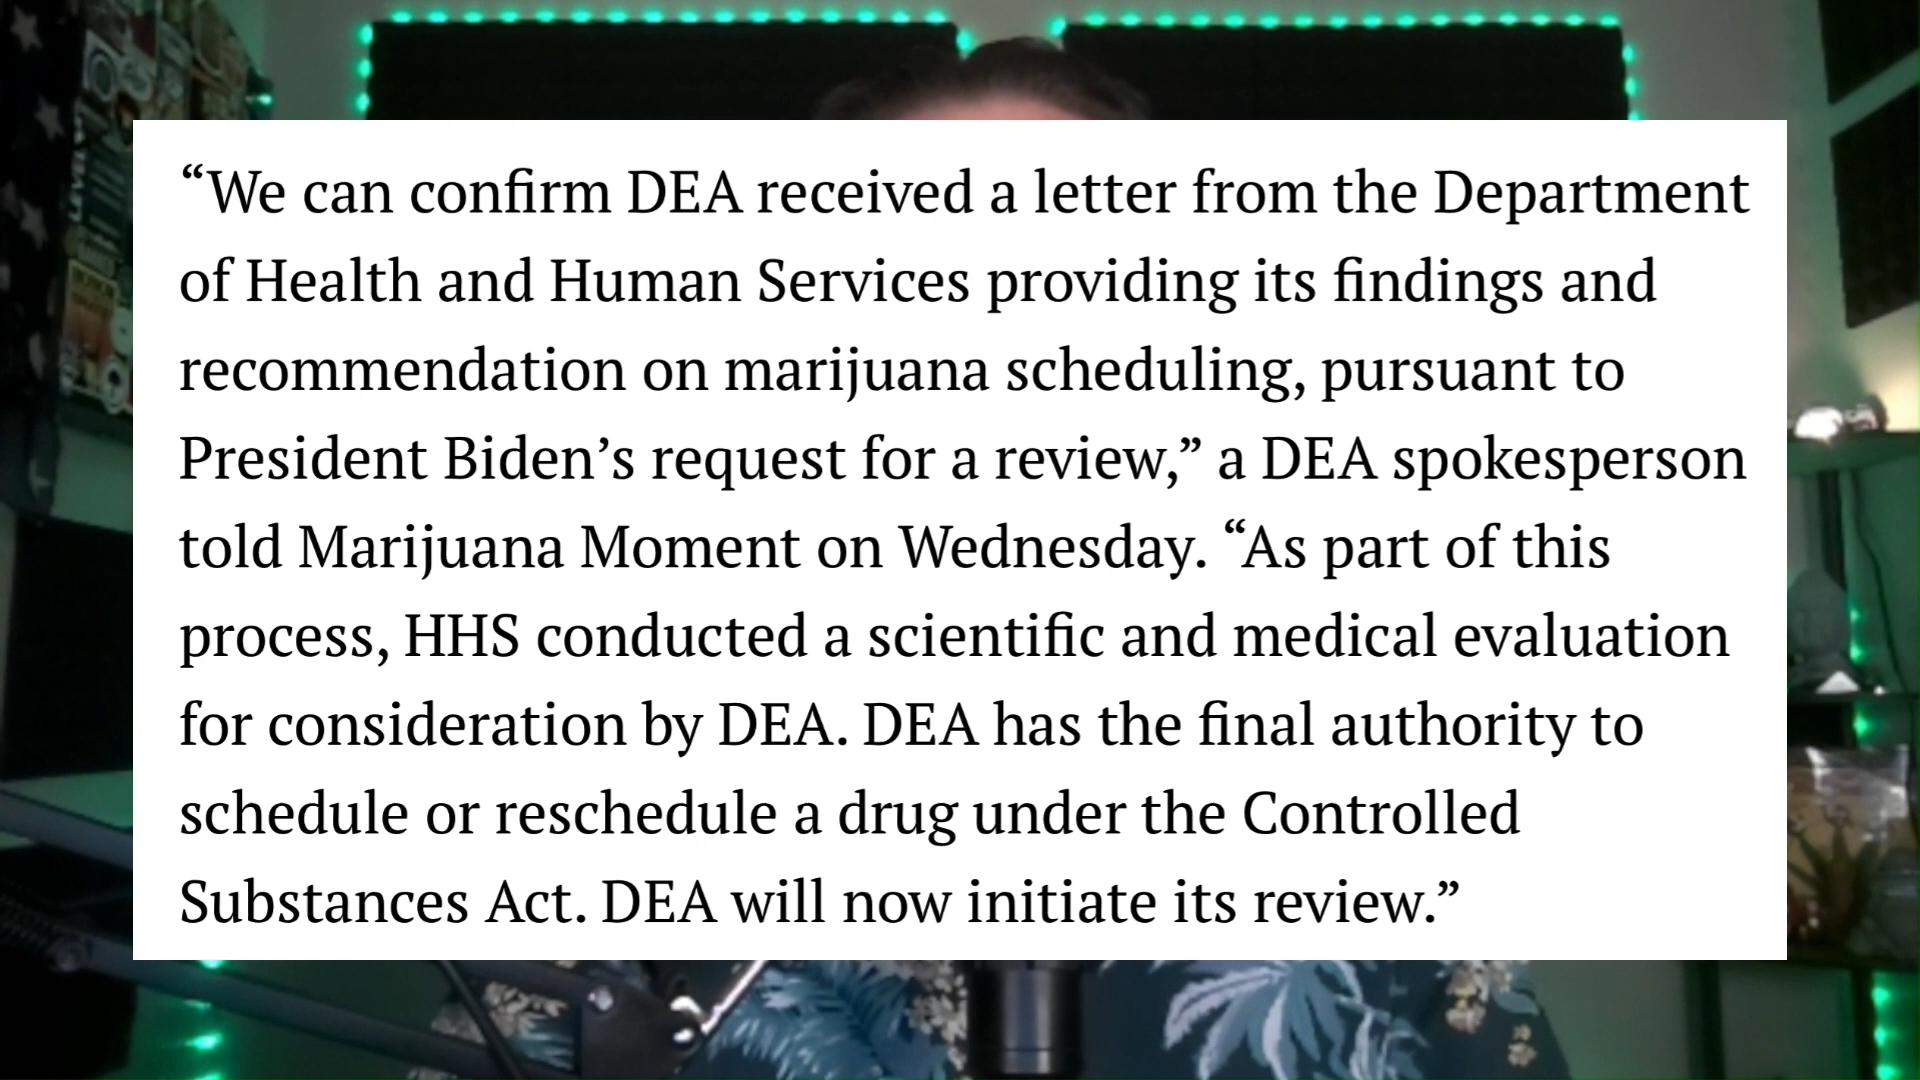 “We can confirm DEA received a letter from the Department
of Health and Human Services providing its findings and
recommendation on marijuana scheduling, pursuant to
President Biden’s request for a review,” a DEA spokesperson
told Marijuana Moment on Wednesday. “As part of this
process, HHS conducted a scientific and medical evaluation
for consideration by DEA. DEA has the final authority to
schedule or reschedule a drug under the Controlled
Substances Act. DEA will now initiate its review.”